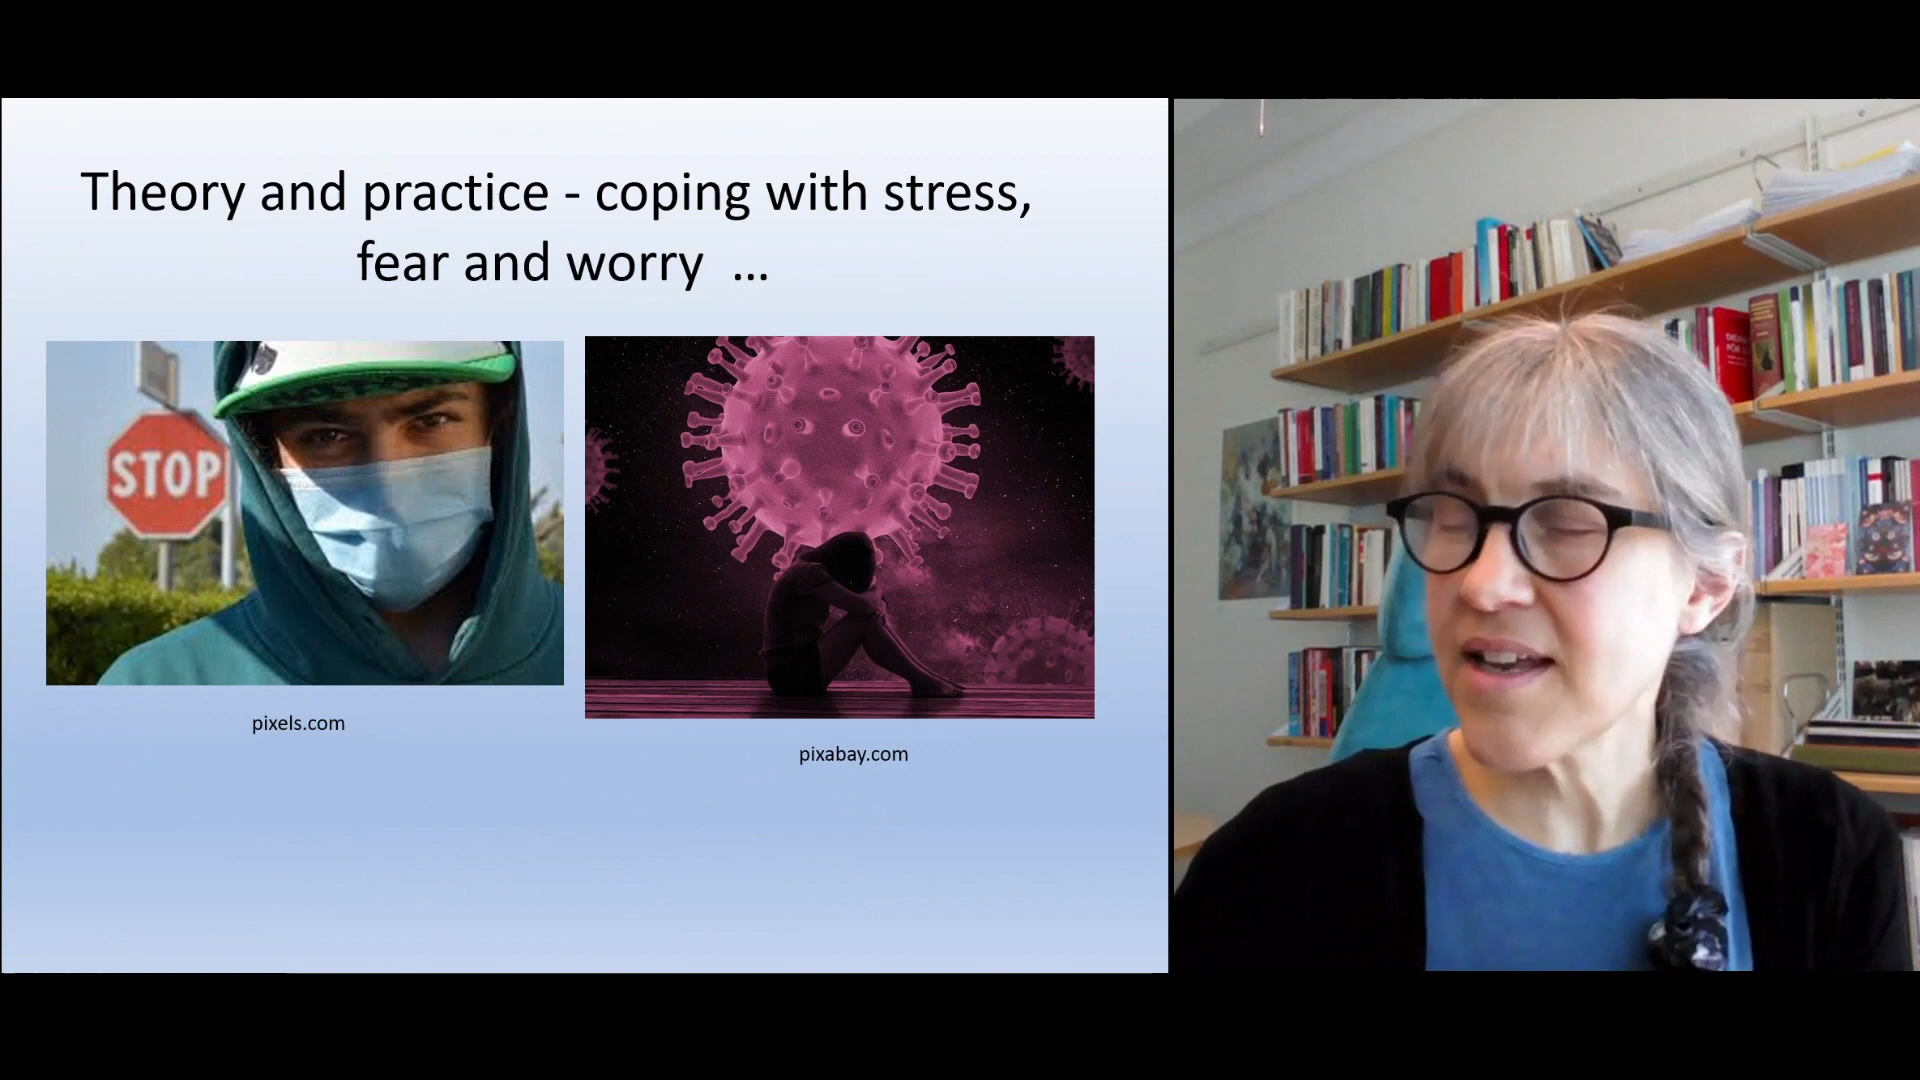 Theory and practice - coping with stress,
fear and worry ...
STOP
pixels.com
pixabay.com